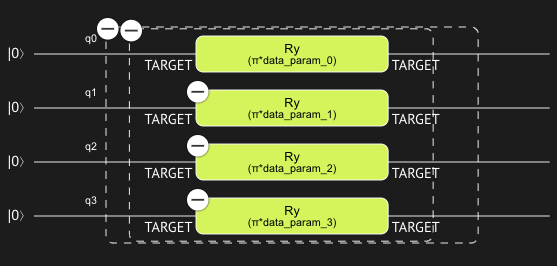 q0
|0⟩
Ry
(π*data_param_0)
TARGET TARGET
q1
|0⟩
Ry
(π*data_param_1)
TARGET TARGET
q2
|0⟩
Ry
(π*data_param_2)
TARGET TARGET
q3
|0⟩
Ry
(π*data_param_3)
TARGET TARGET